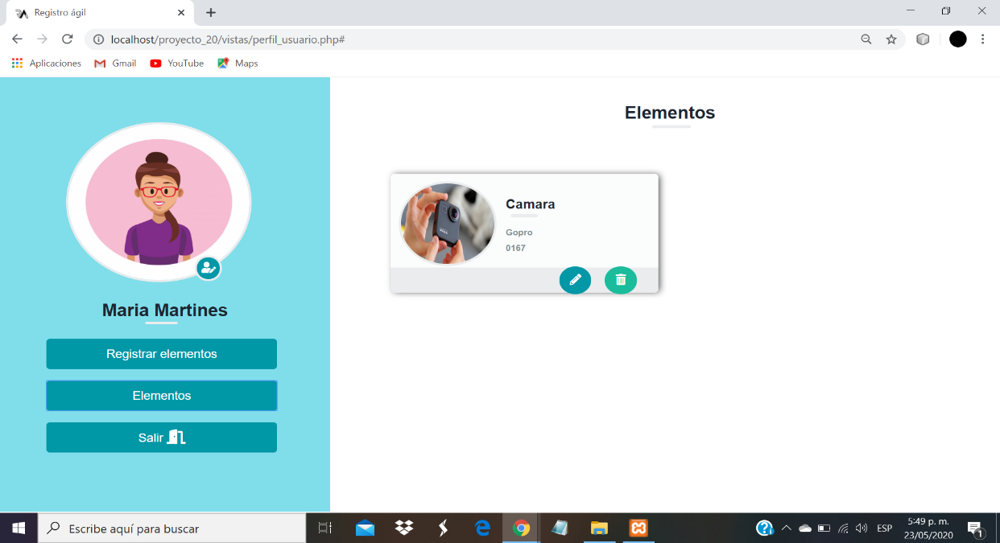 Registro ágil
localhost/proyecto_20/vistas/perfil_usuario.php#
Aplicaciones Gmail YouTube Maps
Maria Martines
Registrar elementos
Elementos
Salir
Elementos
Camara
Gopro
0167
Escribe aquí para buscar
ESP
5:49 p. m.
23/05/2020
1